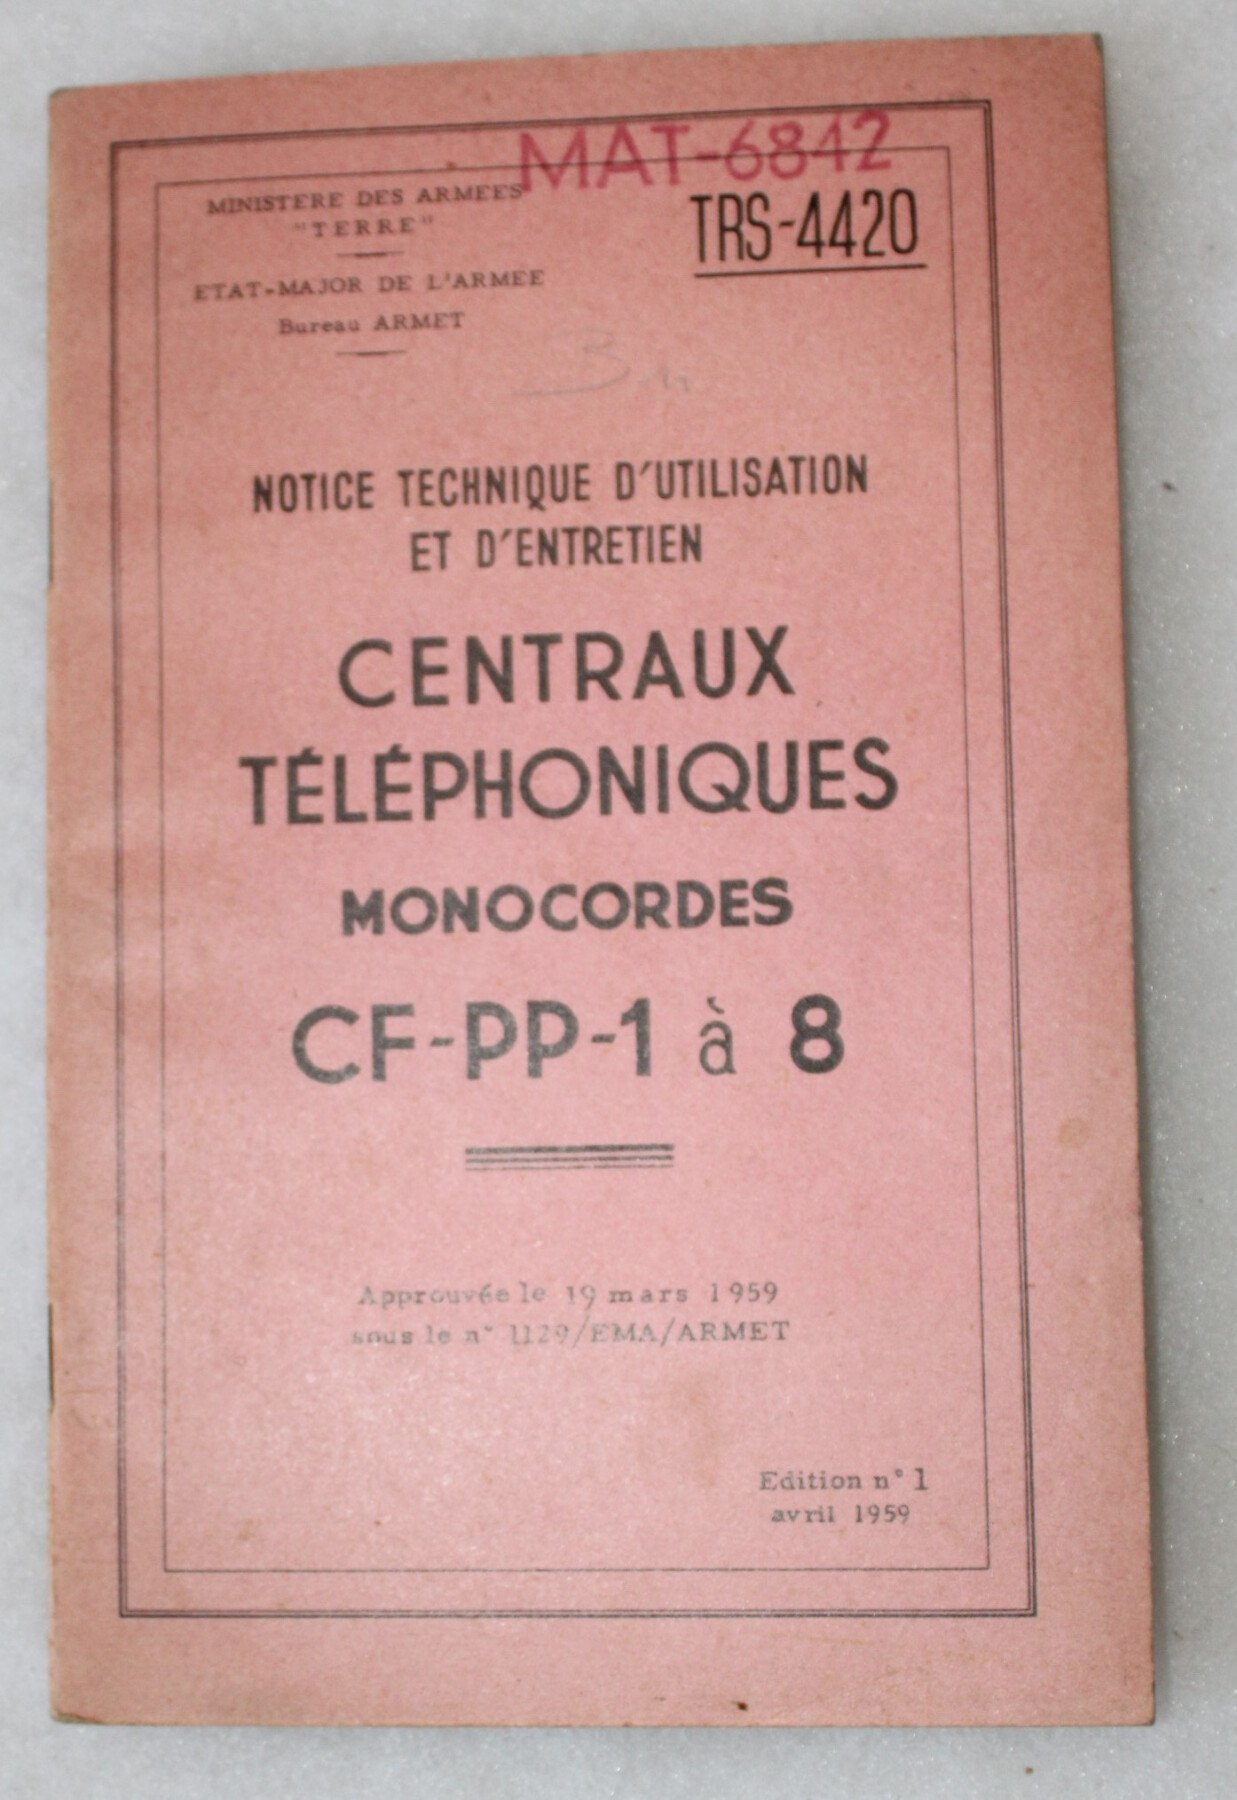 MAT-6842
MINISTERE DES ARMEES
"TERRE"
TRS-4420
ETAT-MAJOR DE L'ARMEE
Bureau ARMET
NOTICE TECHNIQUE D'UTILISATION
ET D'ENTRETIEN
CENTRAUX
TÉLÉPHONIQUES
MONOCORDES
CF-PP-1 à 8
Approuvée le 19 mars 1959
sous le n° 1129/EMA/ARMET
Edition n° 1
avril 1959